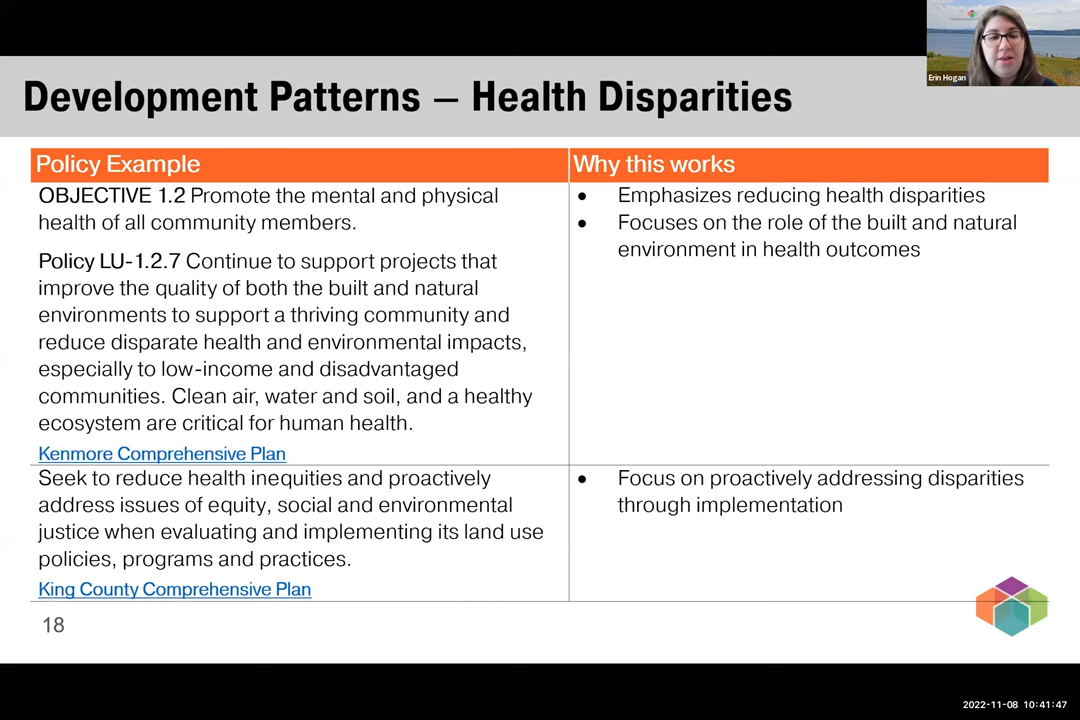 Erin Hogan
Development Patterns – Health Disparities
Policy Example
Why this works
OBJECTIVE 1.2 Promote the mental and physical
health of all community members.
Policy LU-1.2.7 Continue to support projects that
improve the quality of both the built and natural
environments to support a thriving community and
reduce disparate health and environmental impacts,
especially to low-income and disadvantaged
communities. Clean air, water and soil, and a healthy
ecosystem are critical for human health.
Kenmore Comprehensive Plan
● Emphasizes reducing health disparities
● Focuses on the role of the built and natural
environment in health outcomes
Seek to reduce health inequities and proactively
address issues of equity, social and environmental
justice when evaluating and implementing its land use
policies, programs and practices.
King County Comprehensive Plan
● Focus on proactively addressing disparities
through implementation
18
2022-11-08 10:41:47